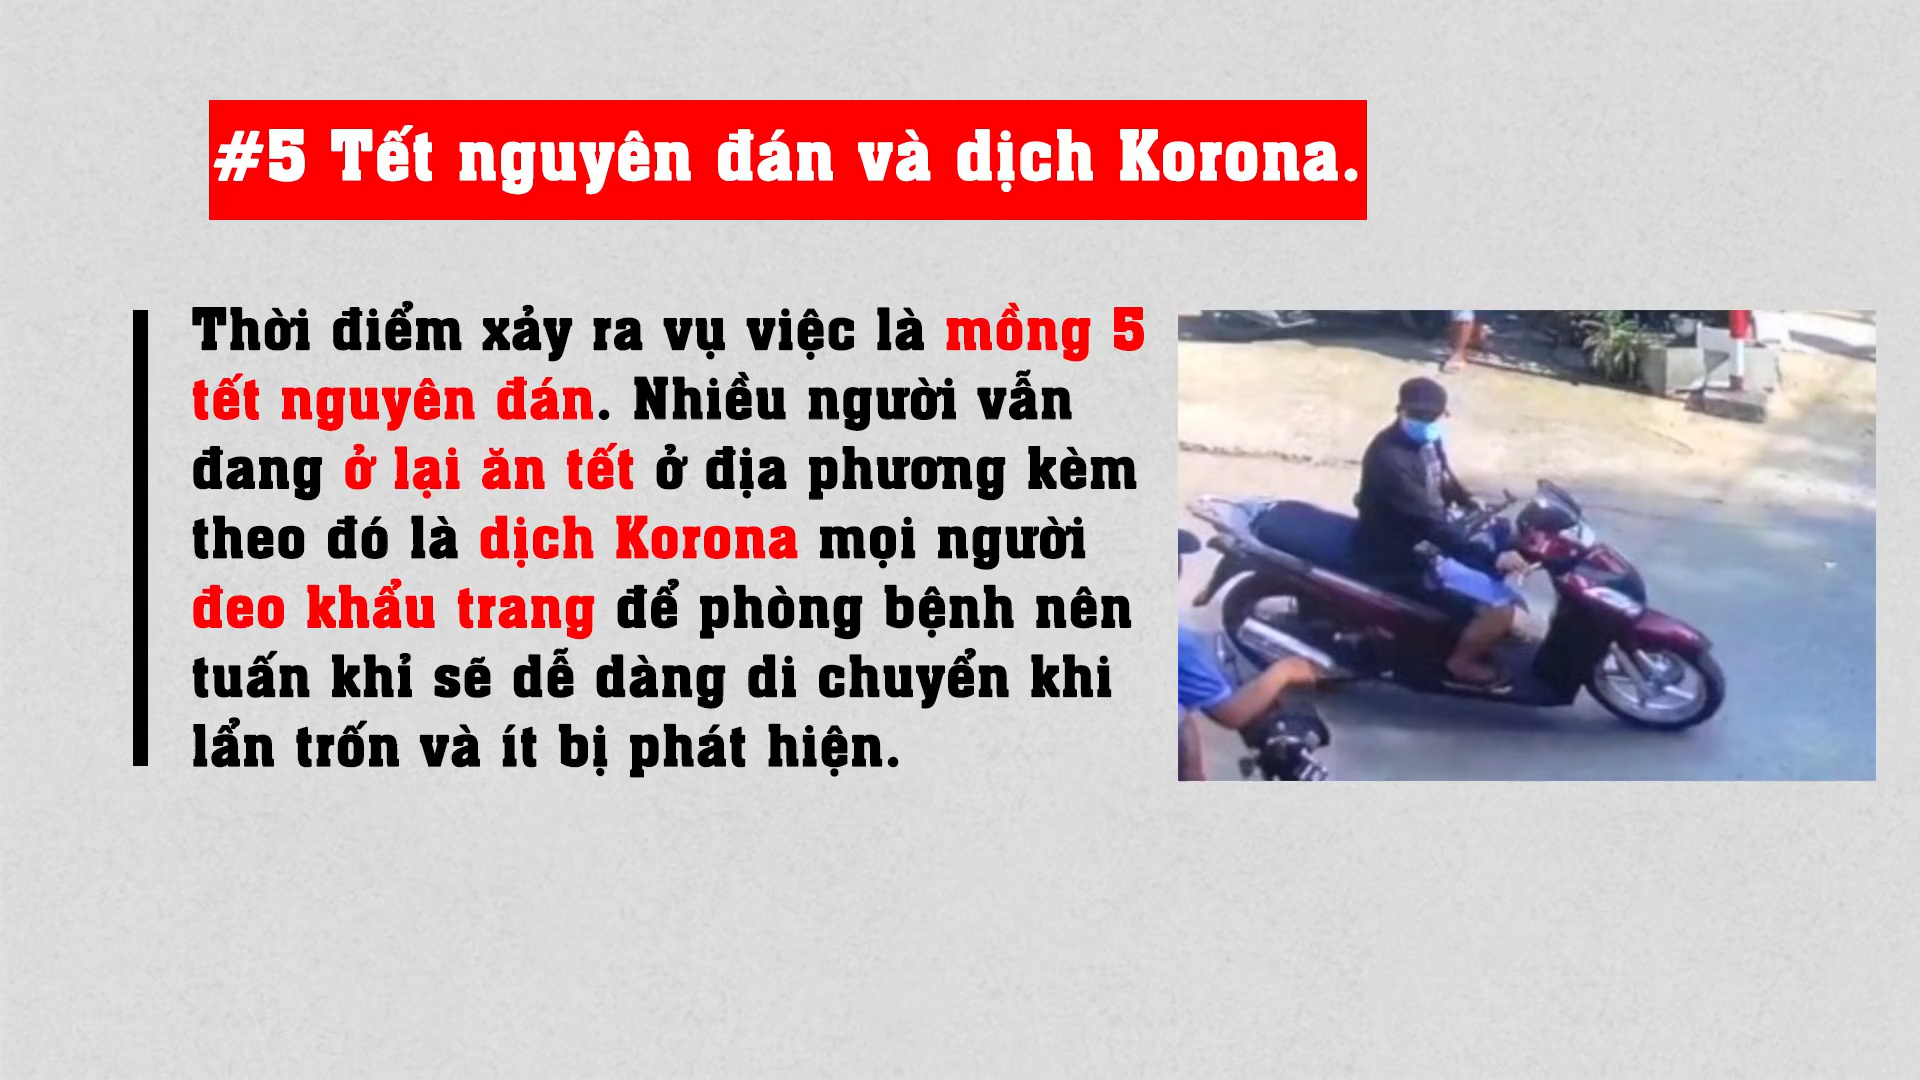 #5 Tết nguyên đán và dịch Korona.
Thời điểm xảy ra vụ việc là mồng 5
tết nguyên đán. Nhiều người vẫn
đang ở lại ăn tết ở địa phương kèm
theo đó là dịch Korona mọi người
đeo khẩu trang để phòng bệnh nên
tuấn khỉ sẽ dễ dàng di chuyển khi
lẩn trốn và ít bị phát hiện.